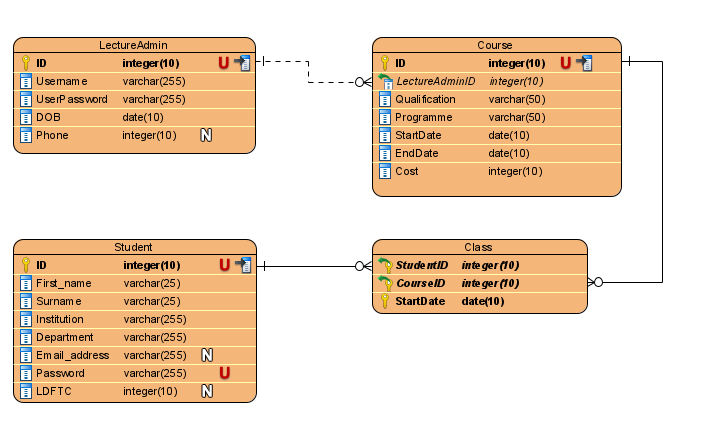 LectureAdmin
ID integer(10) U
Username varchar(255)
UserPassword varchar(255)
DOB date(10)
Phone integer(10) N
Course
ID integer(10) U
LectureAdminID integer(10)
Qualification varchar(50)
Programme varchar(50)
StartDate date(10)
EndDate date(10)
Cost integer(10)
Student
ID integer(10) U
First_name varchar(25)
Surname varchar(25)
Institution varchar(255)
Department varchar(255)
Email_address varchar(255) N
Password varchar(255) U
LDFTC integer(10) N
Class
StudentID integer(10)
CourseID integer(10)
StartDate date(10)